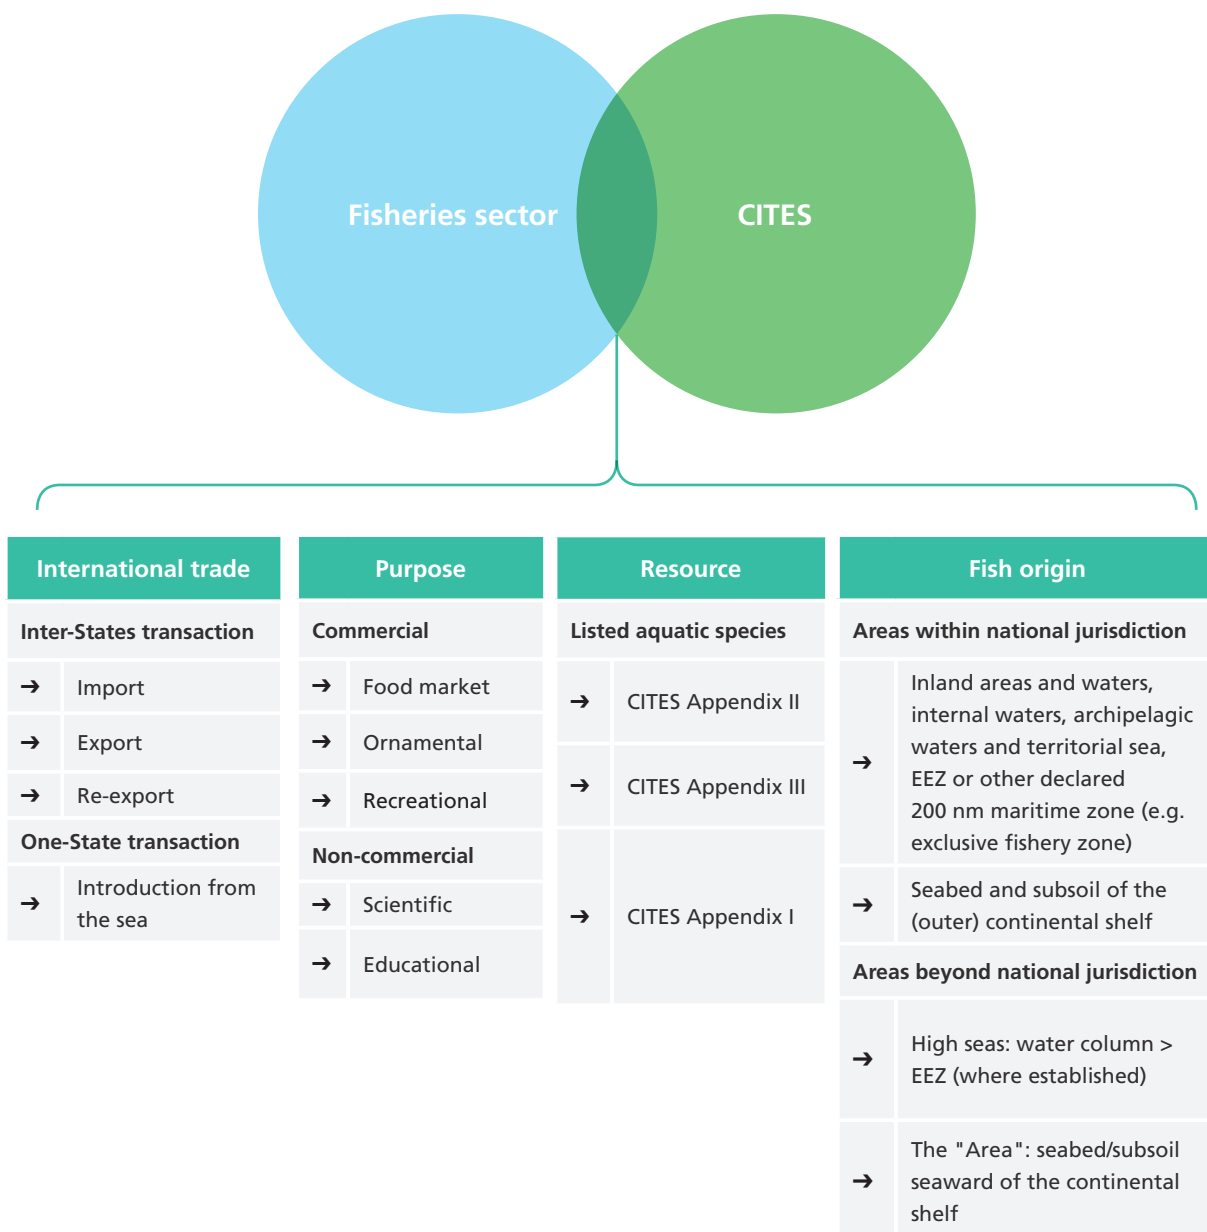 Fisheries sector
CITES
International trade
Inter-States transaction
➔ Import
➔ Export
➔ Re-export
One-State transaction
➔ Introduction from
the sea
Purpose
Commercial
➔ Food market
➔ Ornamental
➔ Recreational
Non-commercial
➔ Scientific
➔ Educational
Resource
Listed aquatic species
➔ CITES Appendix II
➔ CITES Appendix III
➔ CITES Appendix I
Fish origin
Areas within national jurisdiction
➔ Inland areas and waters,
internal waters, archipelagic
waters and territorial sea,
EEZ or other declared
200 nm maritime zone (e.g.
exclusive fishery zone)
➔ Seabed and subsoil of the
(outer) continental shelf
Areas beyond national jurisdiction
➔ High seas: water column >
EEZ (where established)
➔ The "Area": seabed/subsoil
seaward of the continental
shelf